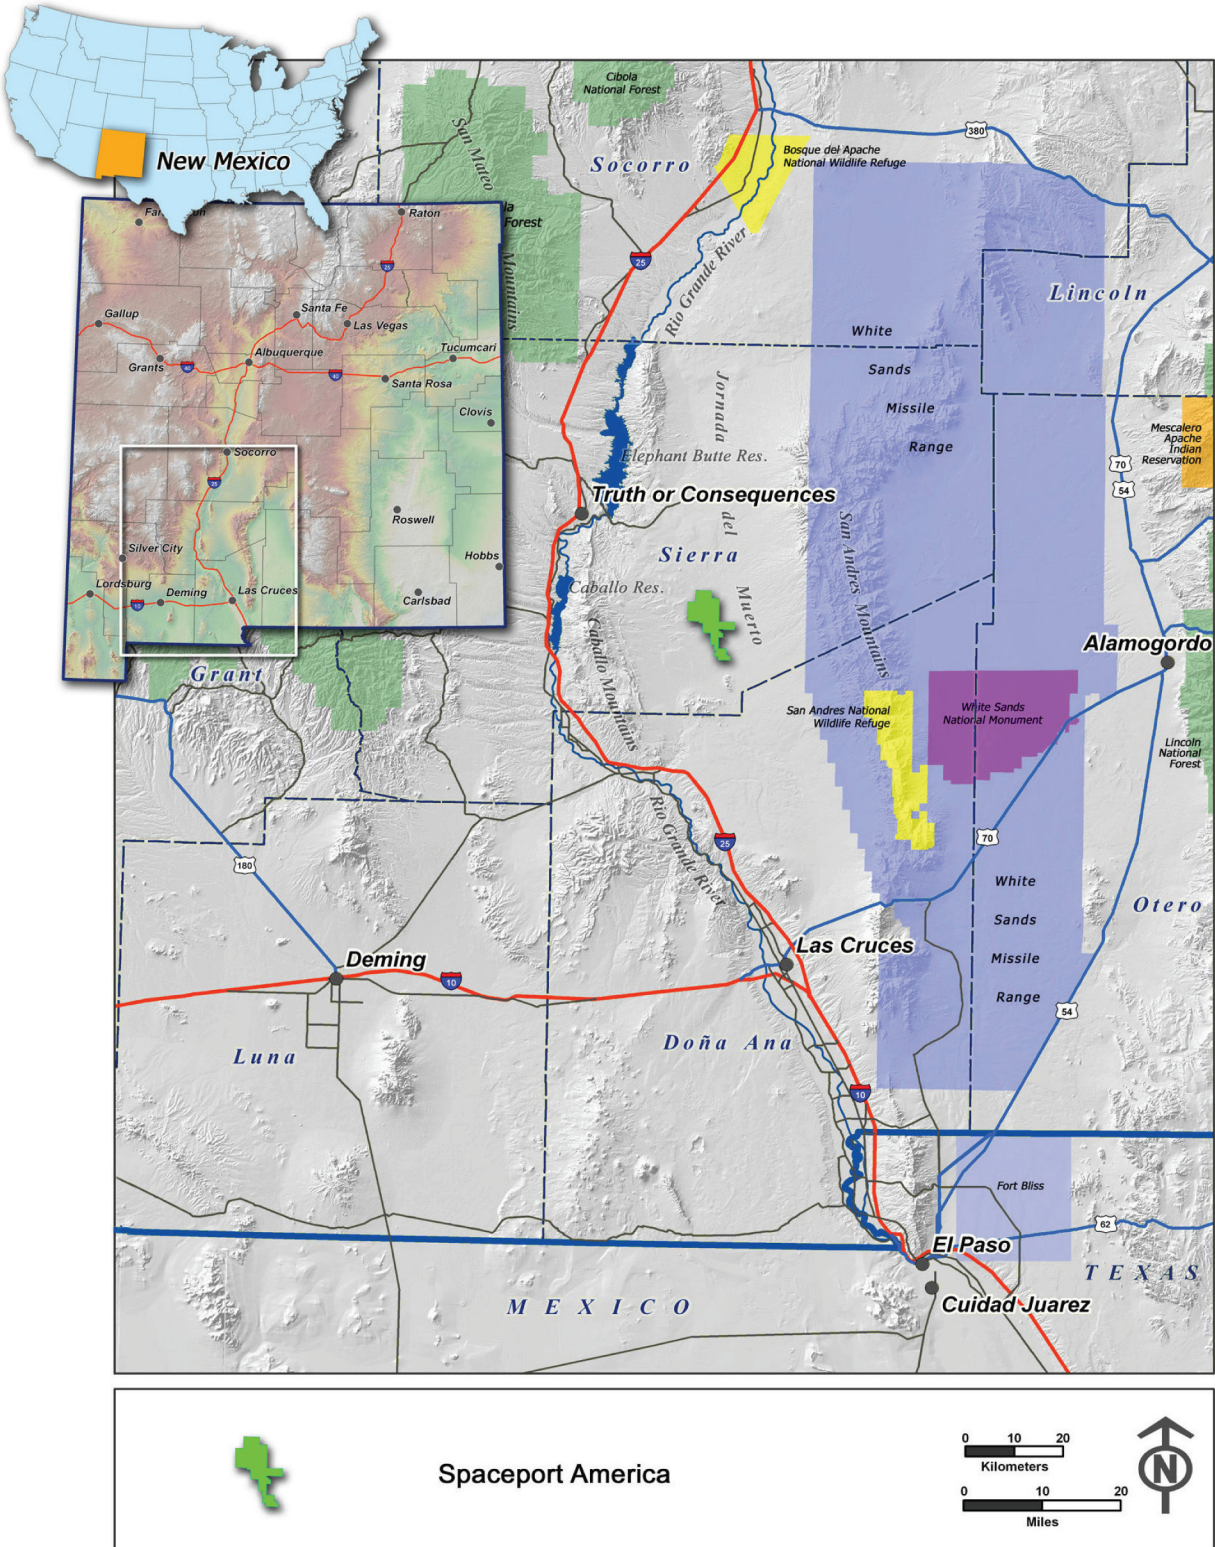 New Mexico
Raton
25
Santa Fe
Gallup
Las Vegas
Albuquerque
Tucumcari
Grants
40
40
Santa Rosa
Clovis
Socorro
25
Roswell
Silver City
Hobbs
Lordsburg
Deming
Las Cruces
10
Carlsbad
Cibola
National Forest
San Mateo
Mountains
Forest
Socorro
Bosque del Apache
National Wildlife Refuge
380
25
Rio Grande River
Lincoln
White
Sands
Missile
Range
Jornada
del
Muerto
Mescalero
Apache
Indian
Reservation
Elephant Butte Res.
70
54
Truth or Consequences
Sierra
San Andres Mountains
Caballo Res.
Caballo Mountains
Alamogordo
Grant
San Andres National
Wildlife Refuge
White Sands
National Monument
Lincoln
National
Forest
Rio Grande River
25
70
180
White
Sands
Missile
Range
Otero
Las Cruces
Deming
10
54
Luna
Doña Ana
10
Fort Bliss
62
El Paso
TEXAS
MEXICO
Cuidad Juarez
Spaceport America
0 10 20
Kilometers
0 10 20
Miles
N